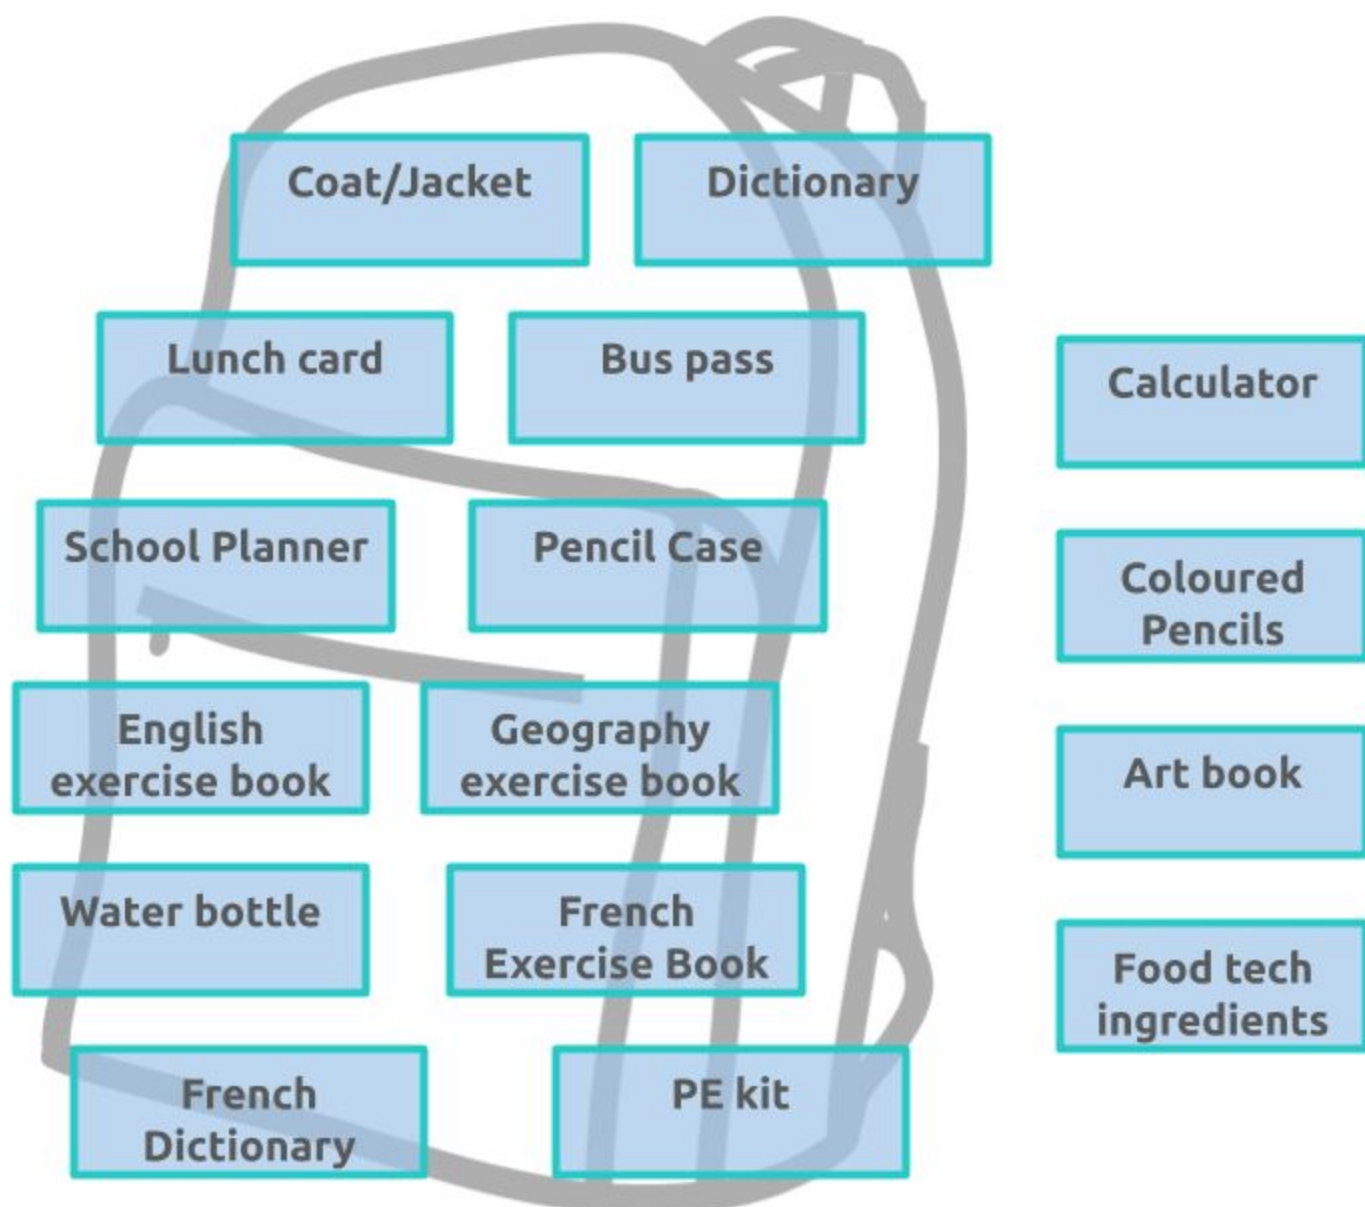 Coat/Jacket
Dictionary
Lunch card
Bus pass
Calculator
School Planner
Pencil Case
Coloured
Pencils
English
exercise book
Geography
exercise book
Art book
Water bottle
French
Exercise Book
Food tech
ingredients
French
Dictionary
PE kit